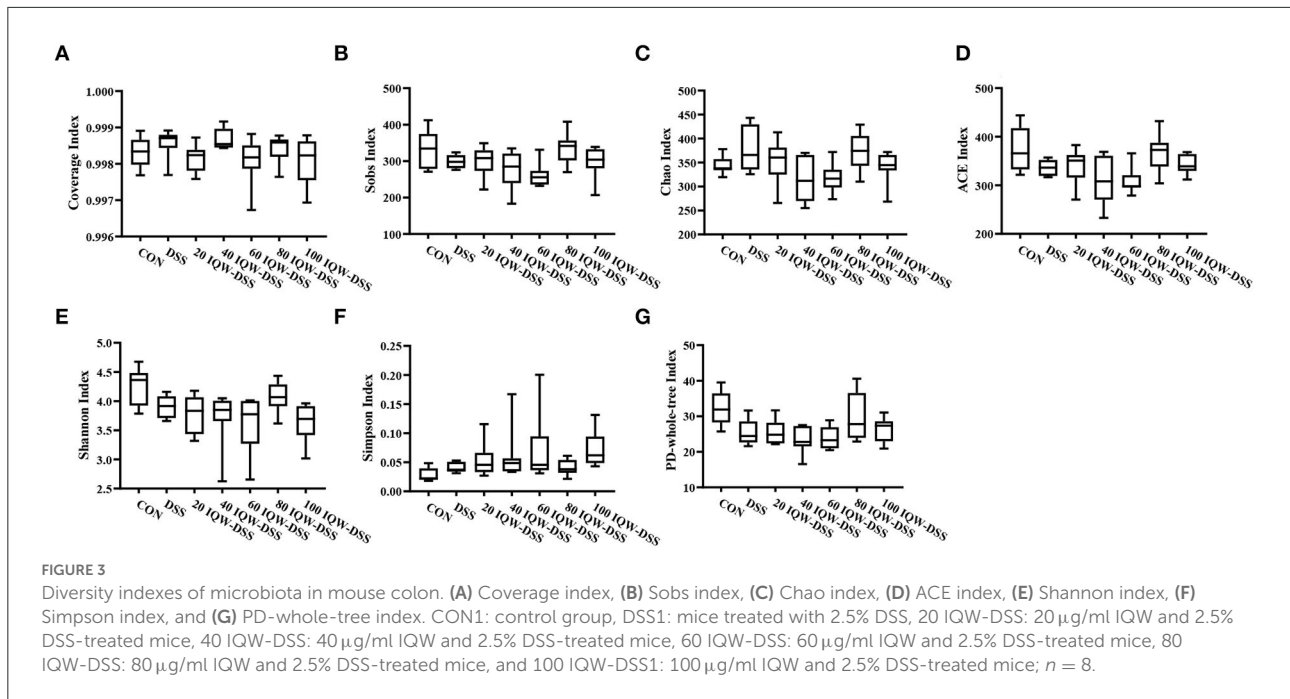 A
B
C
D
1.000
0.999
0.998
0.997
0.996
Coverage Index
CON
DSS
20 IQW-DSS
40 IQW-DSS
60 IQW-DSS
80 IQW-DSS
100 IQW-DSS
500
400
300
200
100
Sobs Index
CON
DSS
20 IQW-DSS
40 IQW-DSS
60 IQW-DSS
80 IQW-DSS
100 IQW-DSS
500
450
400
350
300
250
200
Chao Index
CON
DSS
20 IQW-DSS
40 IQW-DSS
60 IQW-DSS
80 IQW-DSS
100 IQW-DSS
500
400
300
200
ACE Index
CON
DSS
20 IQW-DSS
40 IQW-DSS
60 IQW-DSS
80 IQW-DSS
100 IQW-DSS
E
F
G
5.0
4.5
4.0
3.5
3.0
2.5
Shannon Index
CON
DSS
20 IQW-DSS
40 IQW-DSS
60 IQW-DSS
80 IQW-DSS
100 IQW-DSS
0.25
0.20
0.15
0.10
0.05
0.00
Simpson Index
CON
DSS
20 IQW-DSS
40 IQW-DSS
60 IQW-DSS
80 IQW-DSS
100 IQW-DSS
50
40
30
20
10
PD-whole-tree Index
CON
DSS
20 IQW-DSS
40 IQW-DSS
60 IQW-DSS
80 IQW-DSS
100 IQW-DSS
FIGURE 3
Diversity indexes of microbiota in mouse colon. (A) Coverage index, (B) Sobs index, (C) Chao index, (D) ACE index, (E) Shannon index, (F)
Simpson index, and (G) PD-whole-tree index. CON1: control group, DSS1: mice treated with 2.5% DSS, 20 IQW-DSS: 20 μg/ml IQW and 2.5%
DSS-treated mice, 40 IQW-DSS: 40 μg/ml IQW and 2.5% DSS-treated mice, 60 IQW-DSS: 60 μg/ml IQW and 2.5% DSS-treated mice, 80
IQW-DSS: 80 μg/ml IQW and 2.5% DSS-treated mice, and 100 IQW-DSS1: 100 μg/ml IQW and 2.5% DSS-treated mice; n = 8.